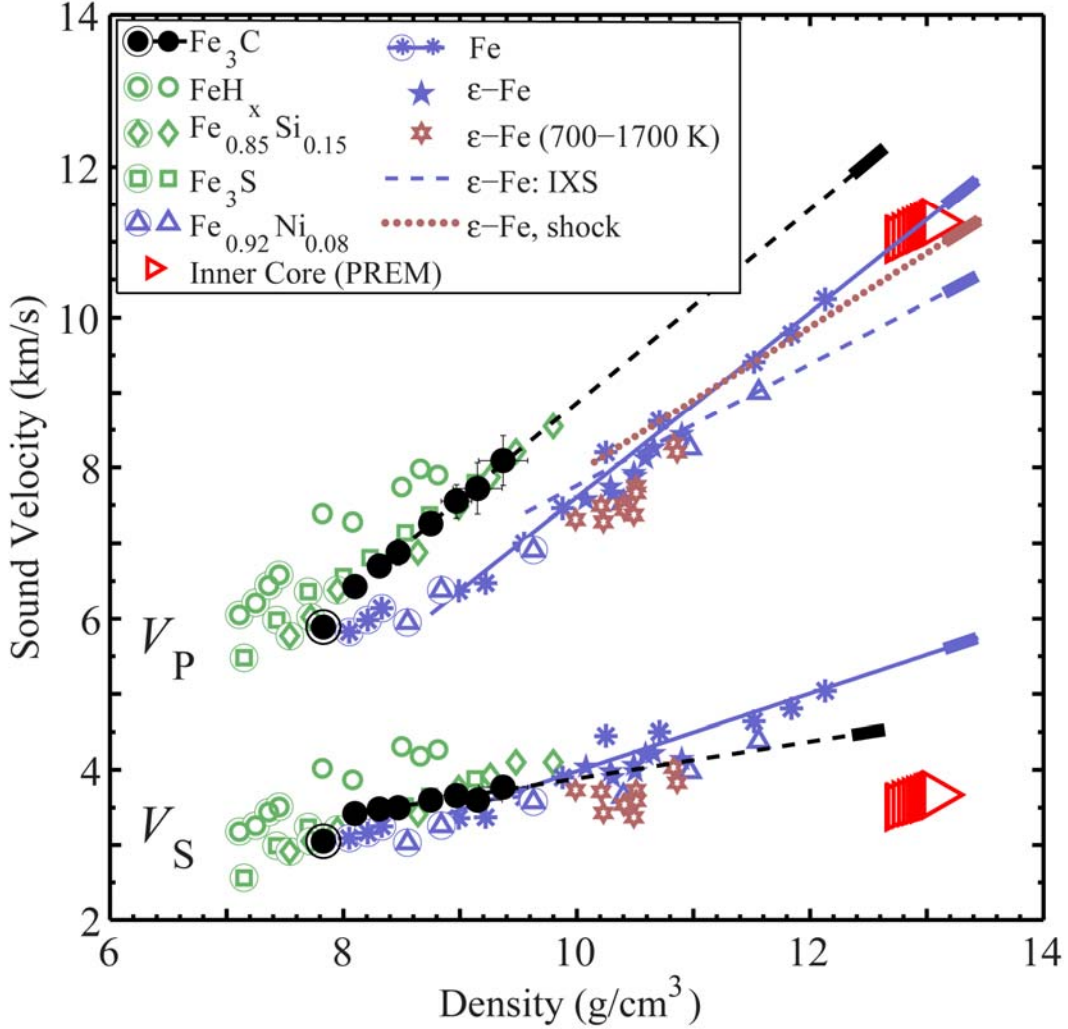 14
12
10
8
6
4
2
Sound Velocity (km/s)
Fe₃C
FeHₓ
Fe₀.₈₅Si₀.₁₅
Fe₃S
Fe₀.₉₂Ni₀.₀₈
Inner Core (PREM)
Fe
ε−Fe
ε−Fe (700−1700 K)
ε−Fe: IXS
ε−Fe, shock
V_P
V_S
6 8 10 12 14
Density (g/cm³)